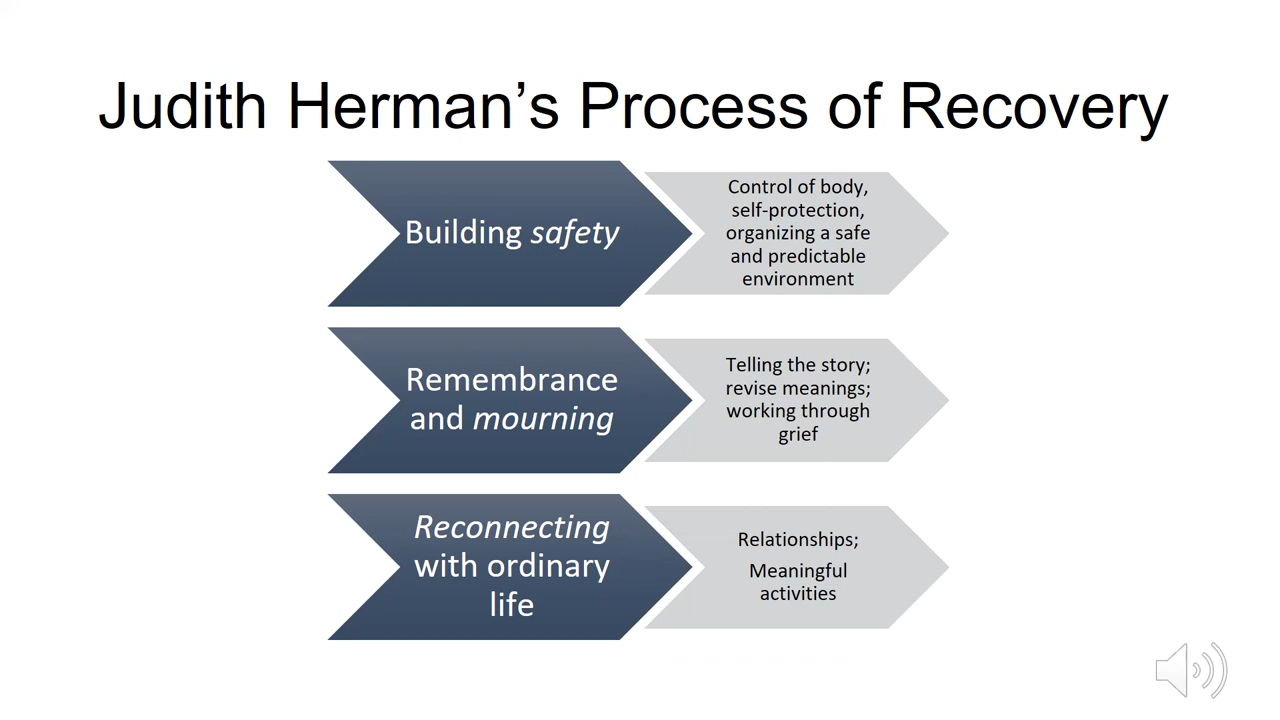 Judith Herman’s Process of Recovery
Building safety
Control of body,
self-protection,
organizing a safe
and predictable
environment
Remembrance
and mourning
Telling the story;
revise meanings;
working through
grief
Reconnecting
with ordinary
life
Relationships;
Meaningful
activities